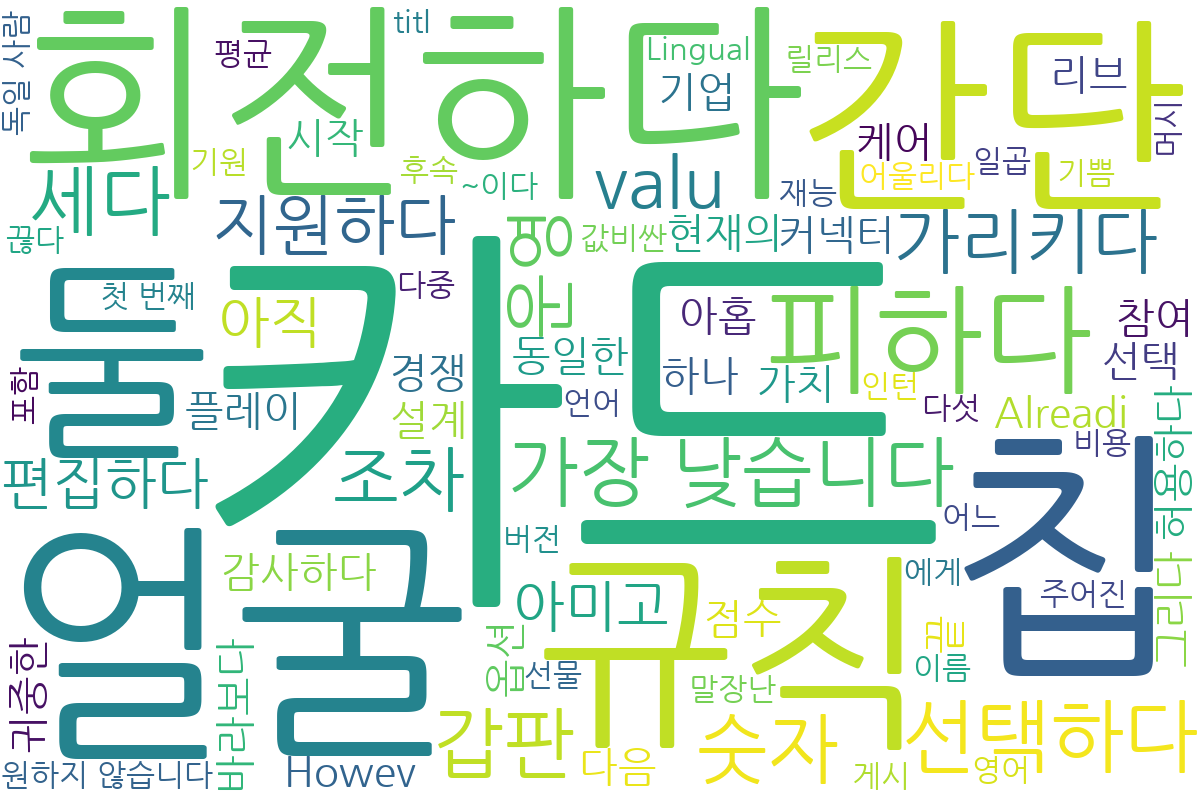 독일 사람
회전하다
titl
평균
Lingual
릴리스
간다
리브
기업
머시
시작
케어
기원
후속
~이다
valu
어울리다
일곱
기쁨
재능
세다
지원하다
끊다
운영
값비싼
현재의
커넥터
가리키다
첫 번째
다중
둘
카드
아직
아홉
피하다
참여
동일한
경쟁
하나
가치
선택
포함
플레이
설계
언어
인턴
다섯
Alreadi
비용
그리다
허용하다
편집하다
조차
가장 낮습니다
칩
어느
버전
얼굴
감사하다
규칙
에게
아미고
점수
주어진
끝
귀중한
바라보다
옵션
선물
이름
말장난
갑판
숫자
선택하다
원하지 않습니다
Howev
다음
게시
영어